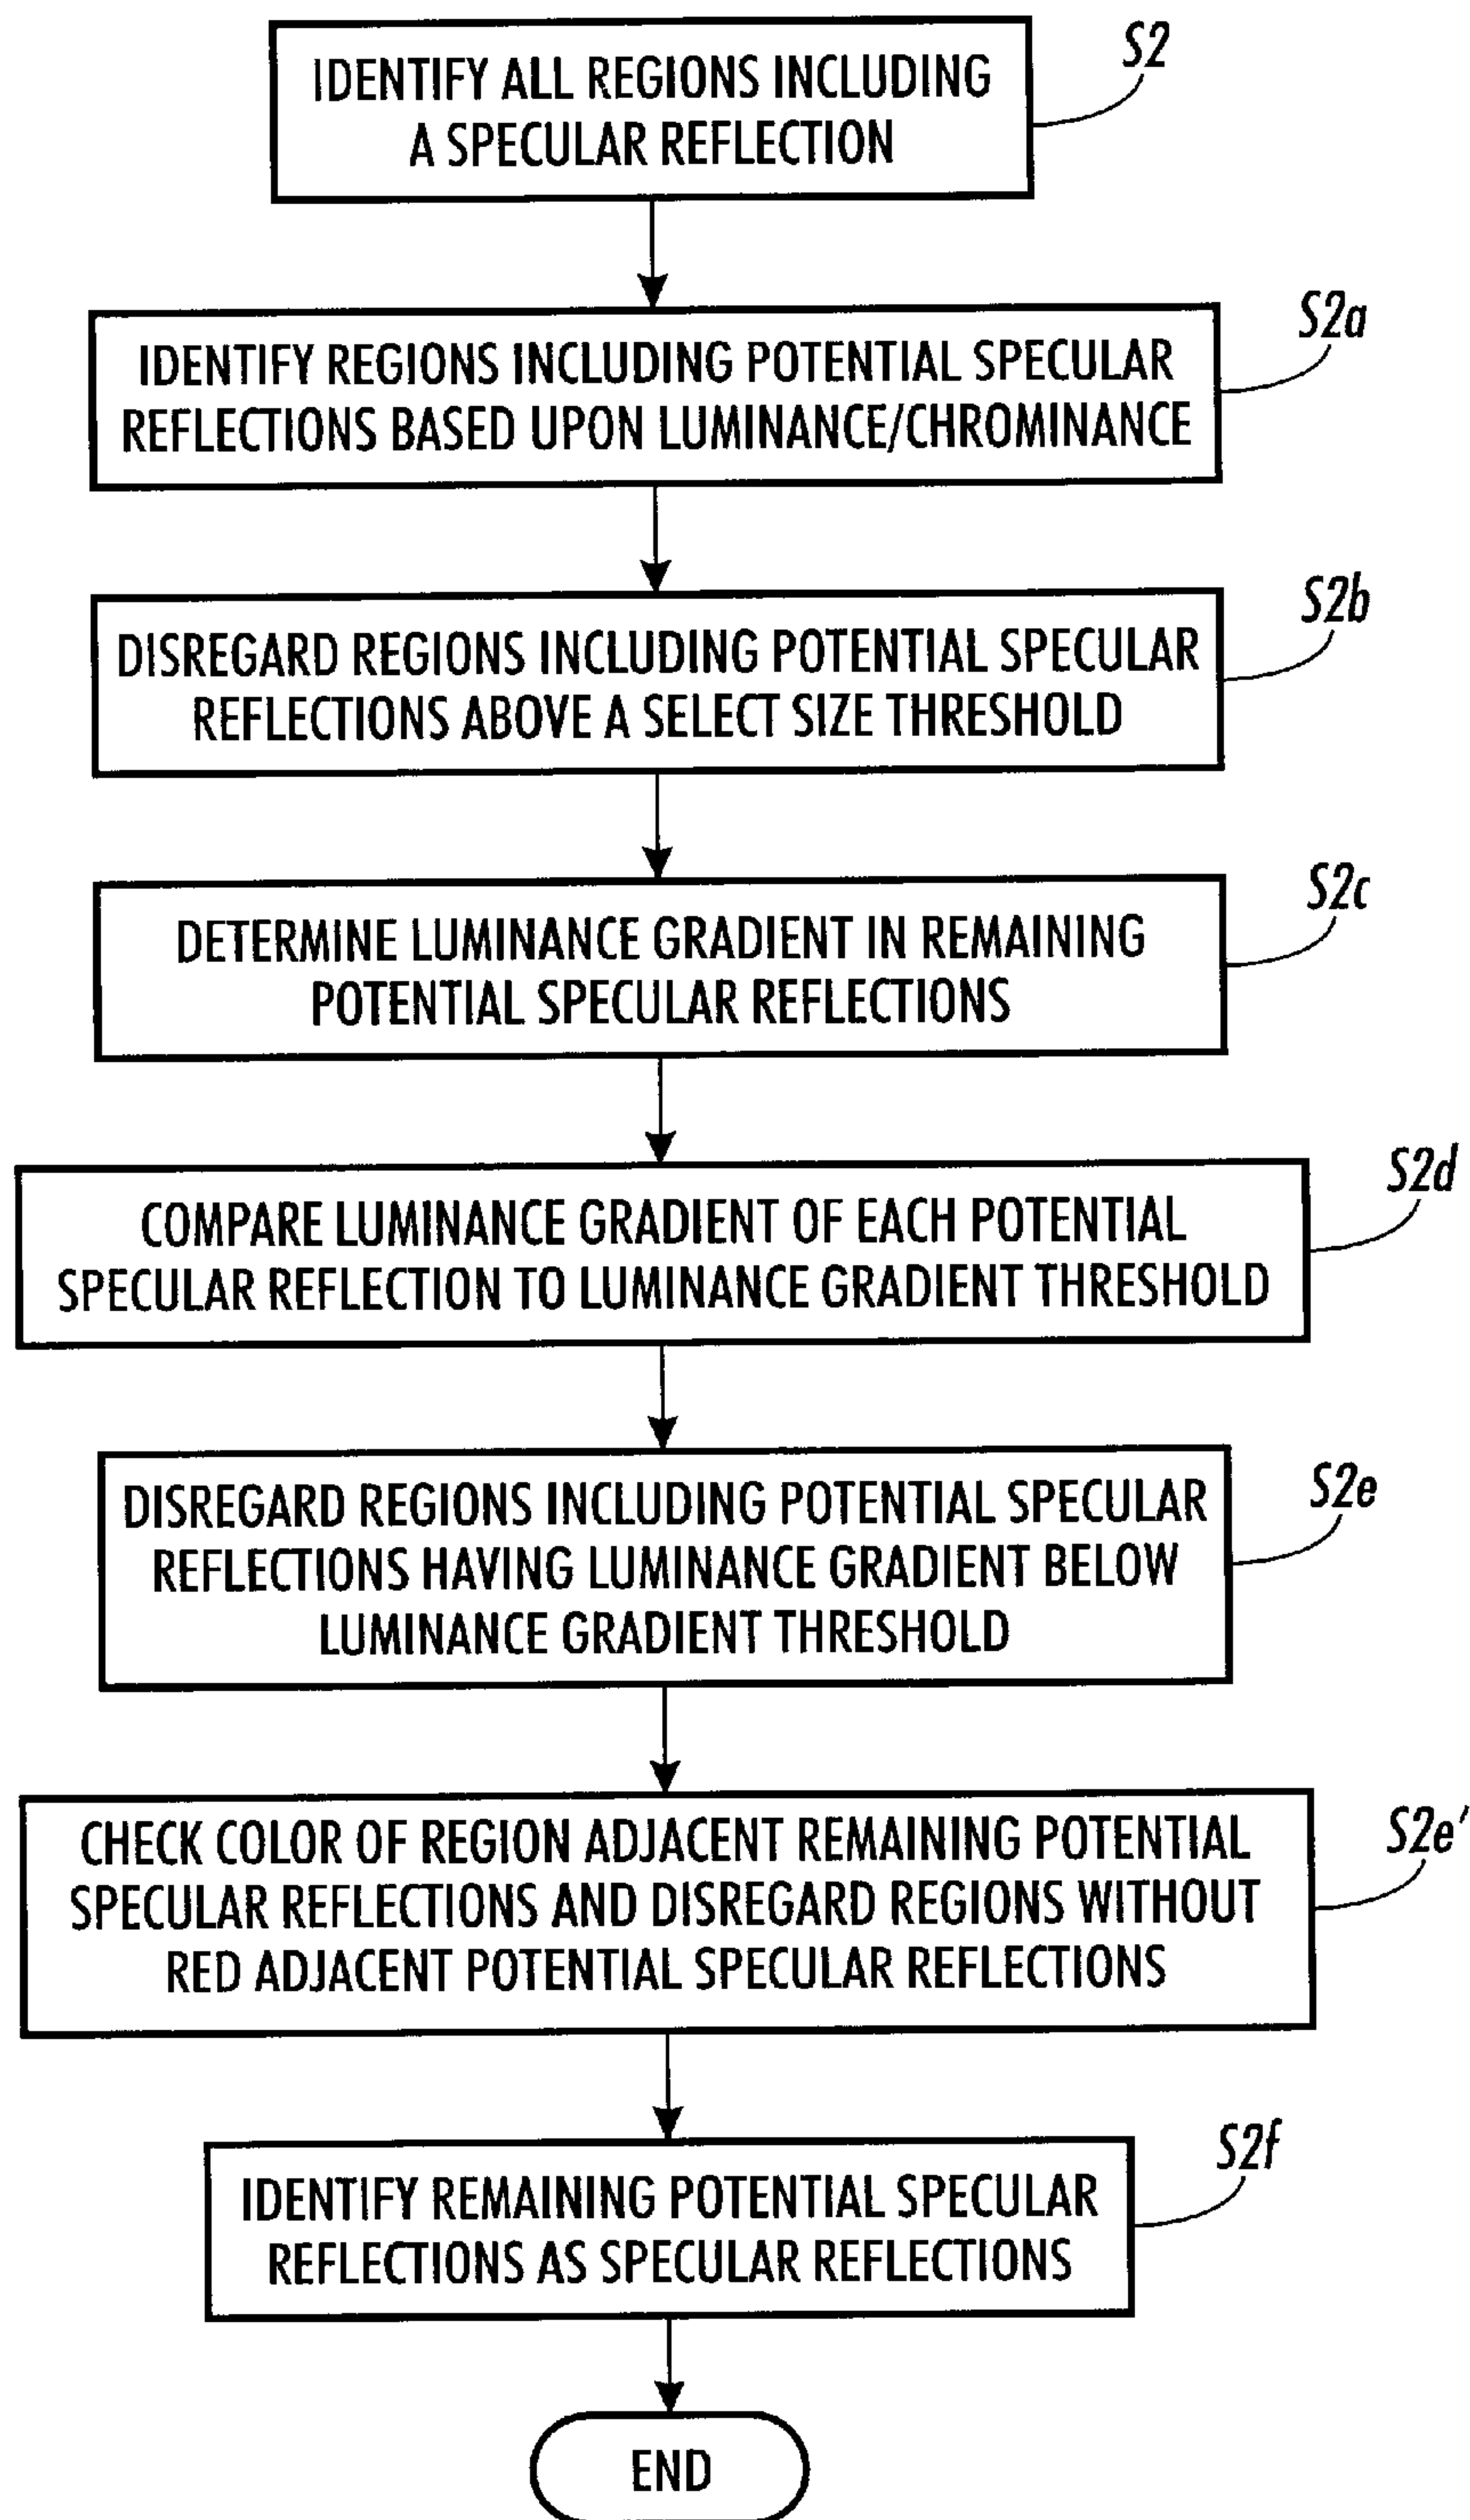 S2
IDENTIFY ALL REGIONS INCLUDING
A SPECULAR REFLECTION
S2a
IDENTIFY REGIONS INCLUDING POTENTIAL SPECULAR
REFLECTIONS BASED UPON LUMINANCE/CHROMINANCE
S2b
DISREGARD REGIONS INCLUDING POTENTIAL SPECULAR
REFLECTIONS ABOVE A SELECT SIZE THRESHOLD
S2c
DETERMINE LUMINANCE GRADIENT IN REMAINING
POTENTIAL SPECULAR REFLECTIONS
S2d
COMPARE LUMINANCE GRADIENT OF EACH POTENTIAL
SPECULAR REFLECTION TO LUMINANCE GRADIENT THRESHOLD
S2e
DISREGARD REGIONS INCLUDING POTENTIAL SPECULAR
REFLECTIONS HAVING LUMINANCE GRADIENT BELOW
LUMINANCE GRADIENT THRESHOLD
S2e'
CHECK COLOR OF REGION ADJACENT REMAINING POTENTIAL
SPECULAR REFLECTIONS AND DISREGARD REGIONS WITHOUT
RED ADJACENT POTENTIAL SPECULAR REFLECTIONS
S2f
IDENTIFY REMAINING POTENTIAL SPECULAR
REFLECTIONS AS SPECULAR REFLECTIONS
END